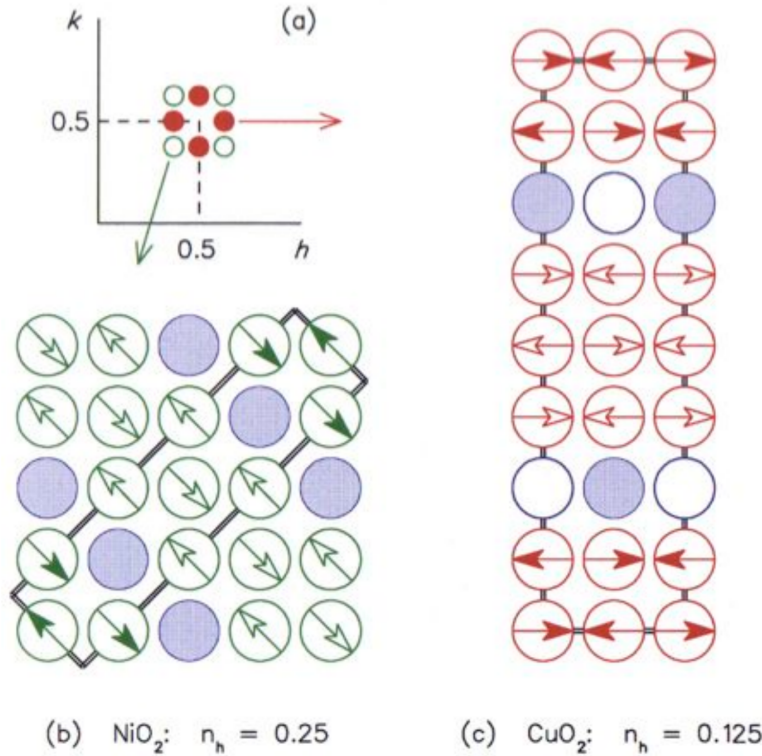 k
(a)
0.5
0.5
h
(b) NiO₂: nₕ = 0.25
(c) CuO₂: nₕ = 0.125